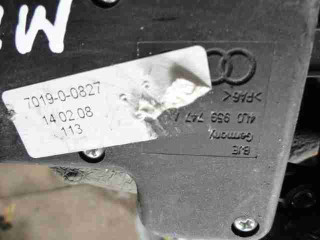 7019-0-0827
14.02.08
113
>PA6<
4L0 959 747
Germany